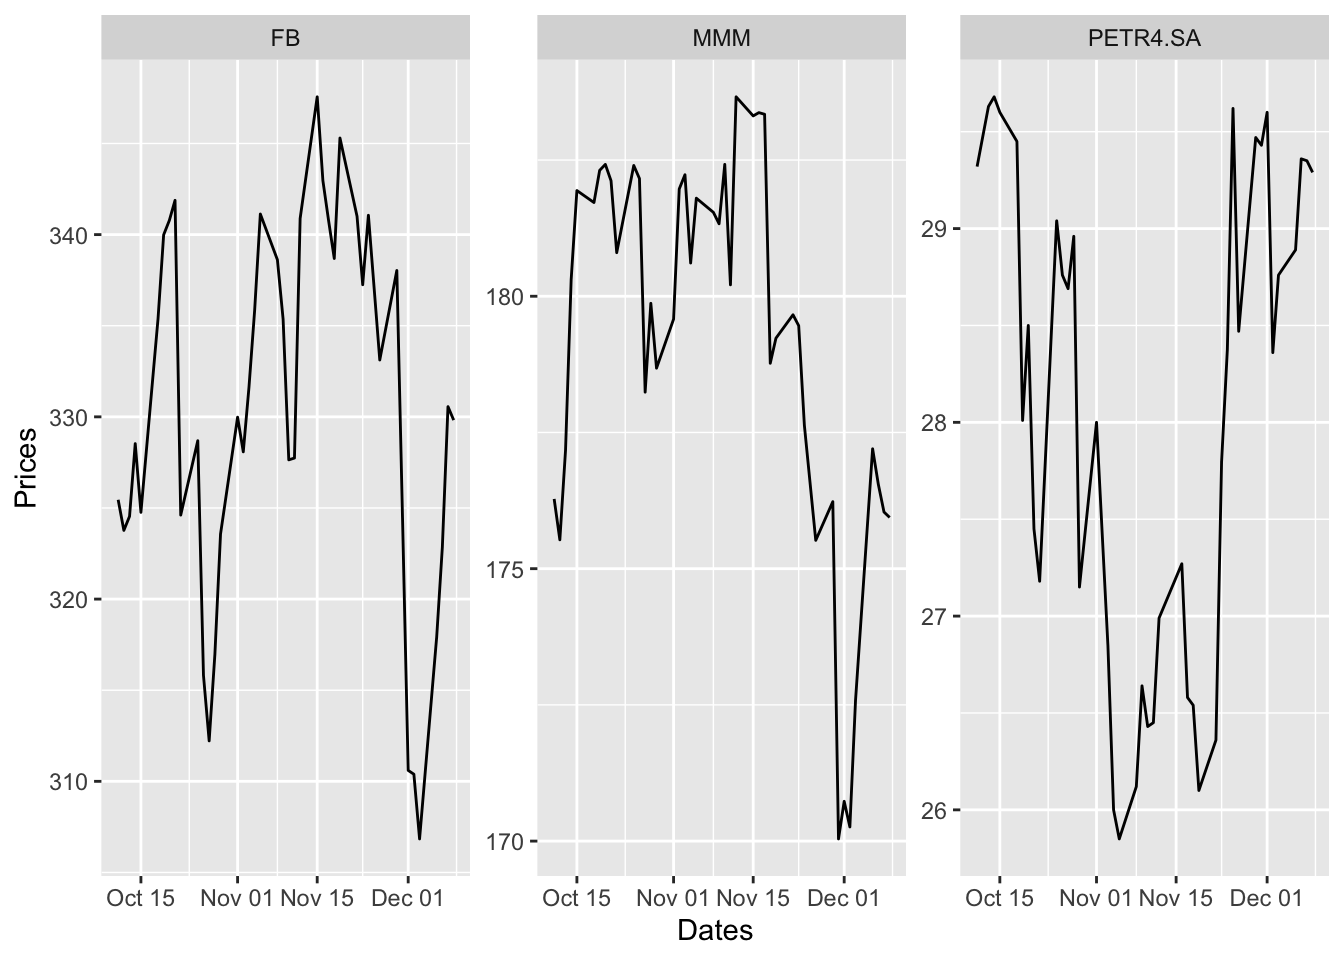 FB
MMM
PETR4.SA
Prices
340
330
320
310
180
175
170
29
28
27
26
Oct 15 Nov 01 Nov 15 Dec 01
Oct 15 Nov 01 Nov 15 Dec 01
Oct 15 Nov 01 Nov 15 Dec 01
Dates